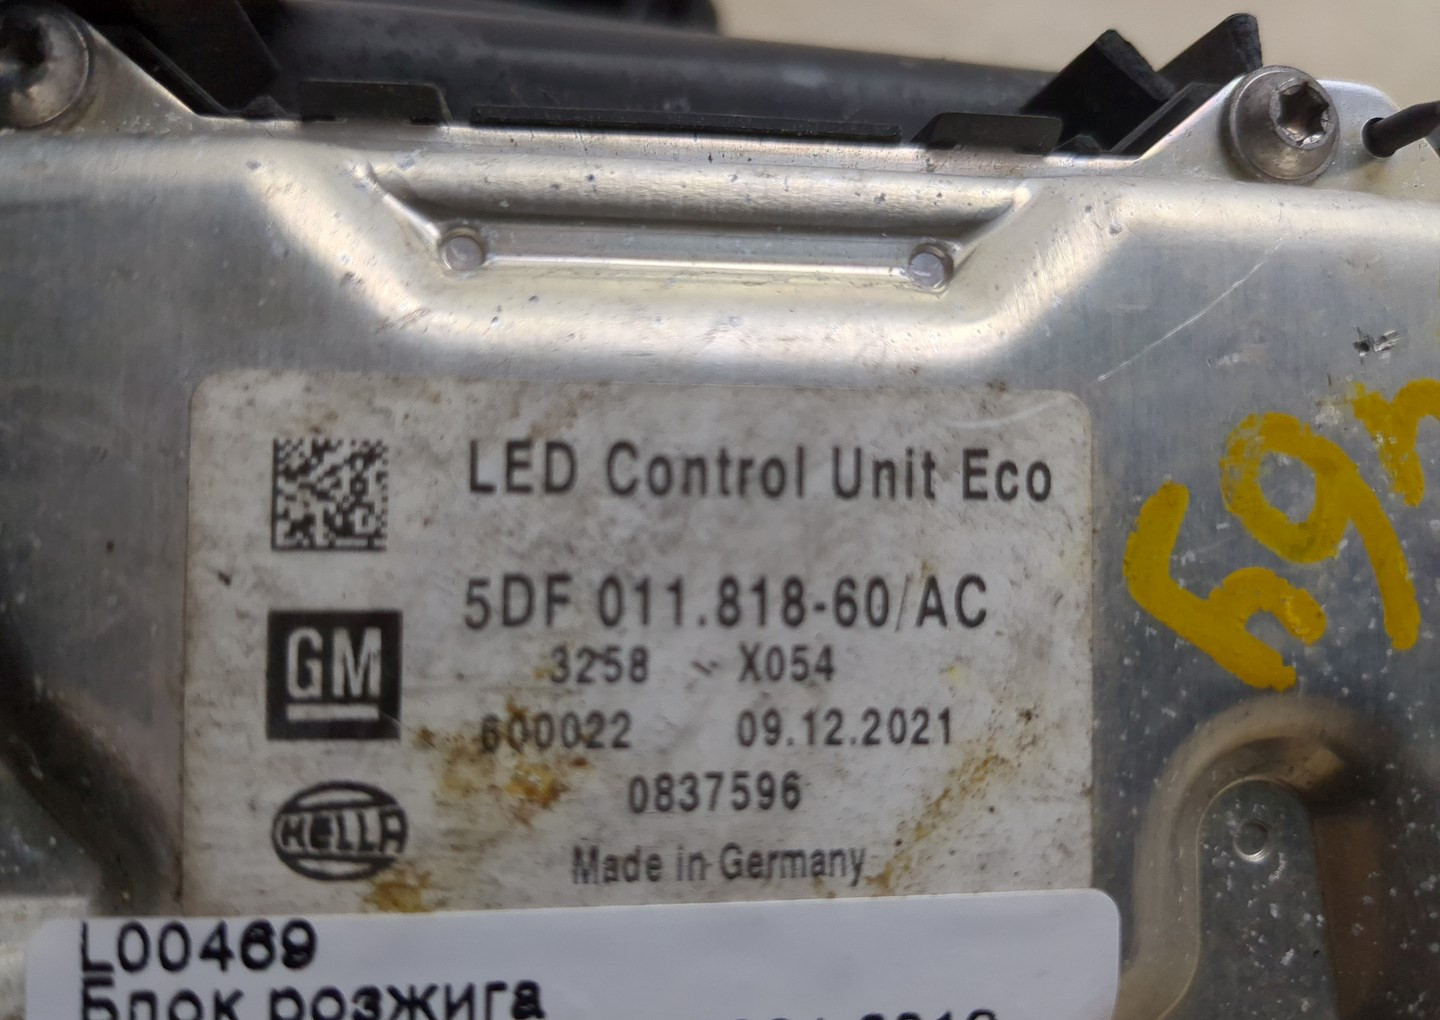 LED Control Unit Eco
5DF 011.818-60/AC
GM
3258 X054
600022 09.12.2021
0837596
HELLA
Made in Germany
L00469
Блок розжига